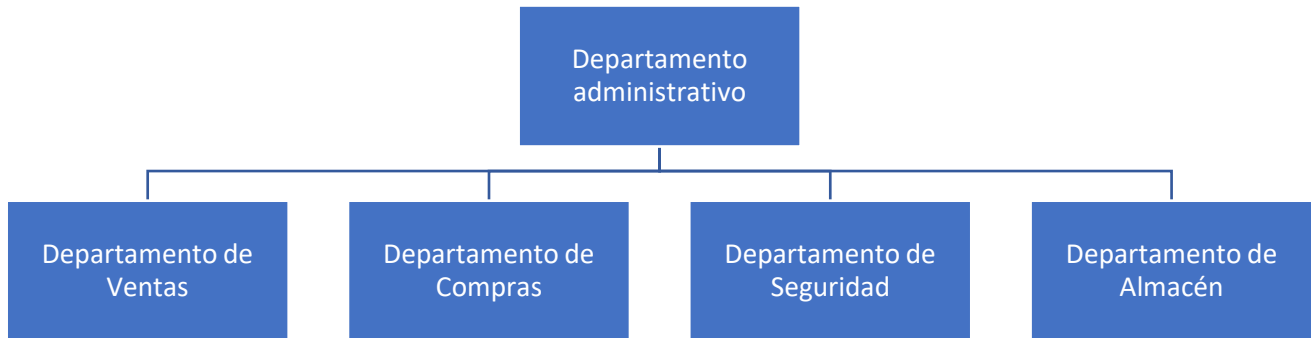 Departamento
administrativo
Departamento de
Ventas
Departamento de
Compras
Departamento de
Seguridad
Departamento de
Almacén